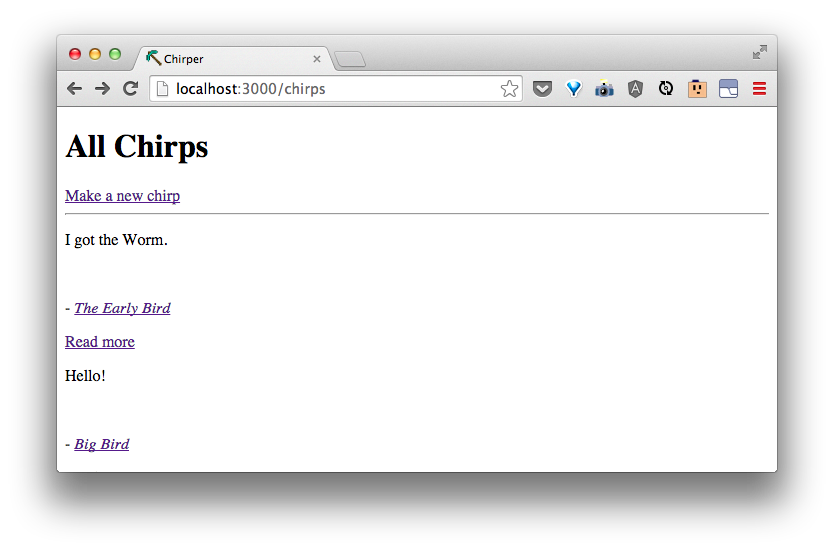 Chirper
localhost:3000/chirps
All Chirps
Make a new chirp
I got the Worm.
- The Early Bird
Read more
Hello!
- Big Bird